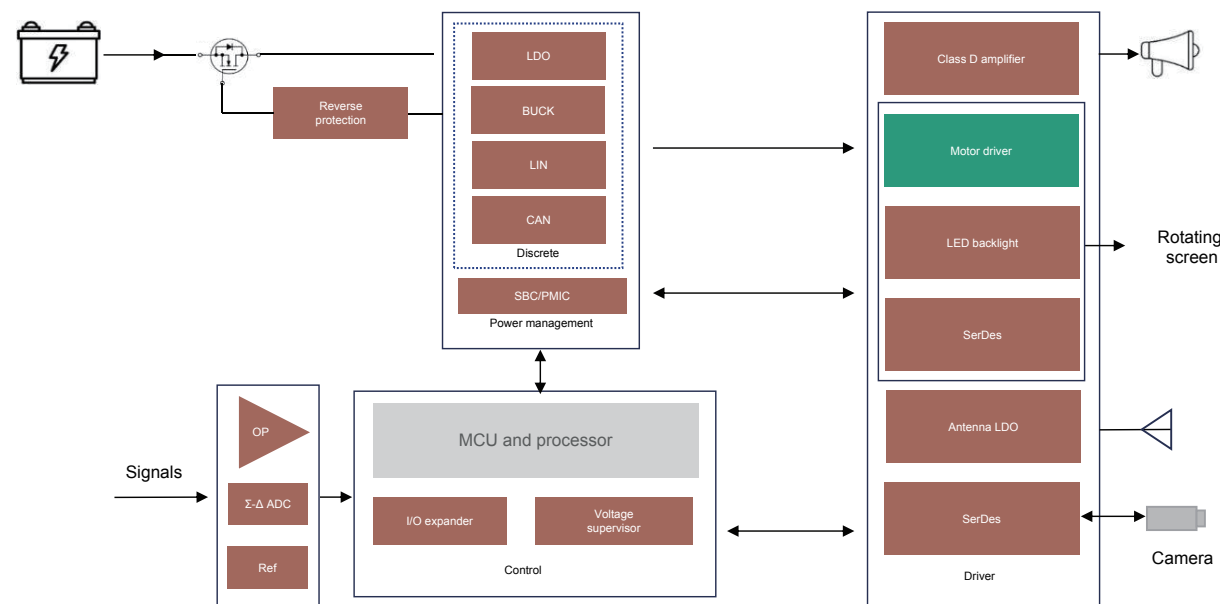 LDO
BUCK
LIN
CAN
Discrete
SBC/PMIC
Power management
Reverse
protection
Class D amplifier
Motor driver
LED backlight
SerDes
Rotating
screen
Antenna LDO
SerDes
Driver
Camera
Signals
OP
Σ-Δ ADC
Ref
MCU and processor
I/O expander
Voltage
supervisor
Control